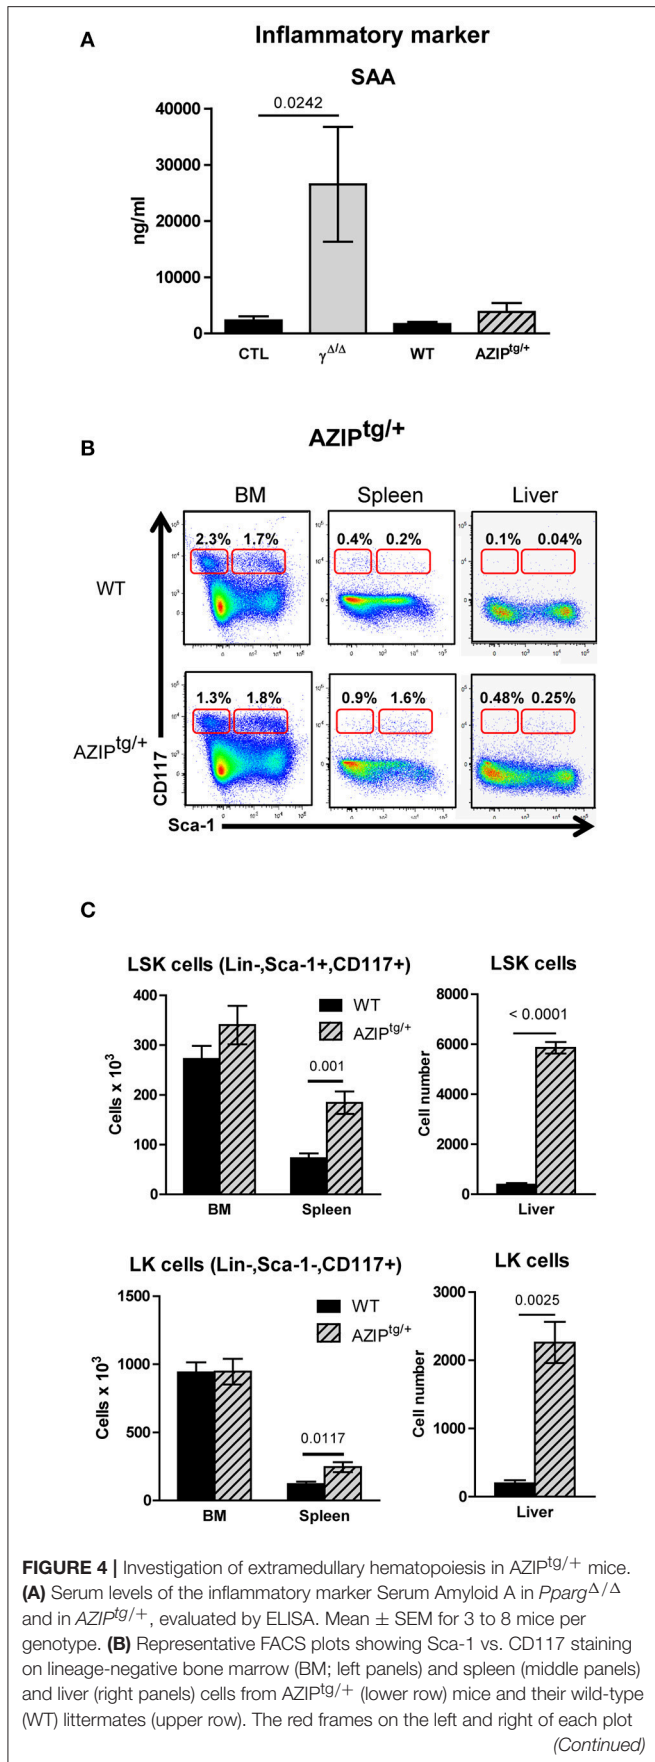 A
Inflammatory marker
SAA
40000
30000
20000
10000
0
ng/ml
0.0242
CTL
γΔ/Δ
WT
AZIPtg/+
B
AZIPtg/+
BM
Spleen
Liver
WT
2.3% 1.7%
0.4% 0.2%
0.1% 0.04%
AZIPtg/+
1.3% 1.8%
0.9% 1.6%
0.48% 0.25%
CD117
Sca-1
C
LSK cells (Lin-,Sca-1+,CD117+)
400
300
200
100
0
Cells x 10³
WT
AZIPtg/+
0.001
BM
Spleen
LSK cells
8000
6000
4000
2000
0
Cell number
< 0.0001
Liver
LK cells (Lin-,Sca-1-,CD117+)
1500
1000
500
0
Cells x 10³
WT
AZIPtg/+
0.0117
BM
Spleen
LK cells
3000
2000
1000
0
Cell number
0.0025
Liver
FIGURE 4 | Investigation of extramedullary hematopoiesis in AZIPtg/+ mice.
(A) Serum levels of the inflammatory marker Serum Amyloid A in PpargΔ/Δ
and in AZIPtg/+, evaluated by ELISA. Mean ± SEM for 3 to 8 mice per
genotype. (B) Representative FACS plots showing Sca-1 vs. CD117 staining
on lineage-negative bone marrow (BM; left panels) and spleen (middle panels)
and liver (right panels) cells from AZIPtg/+ (lower row) mice and their wild-type
(WT) littermates (upper row). The red frames on the left and right of each plot
(Continued)